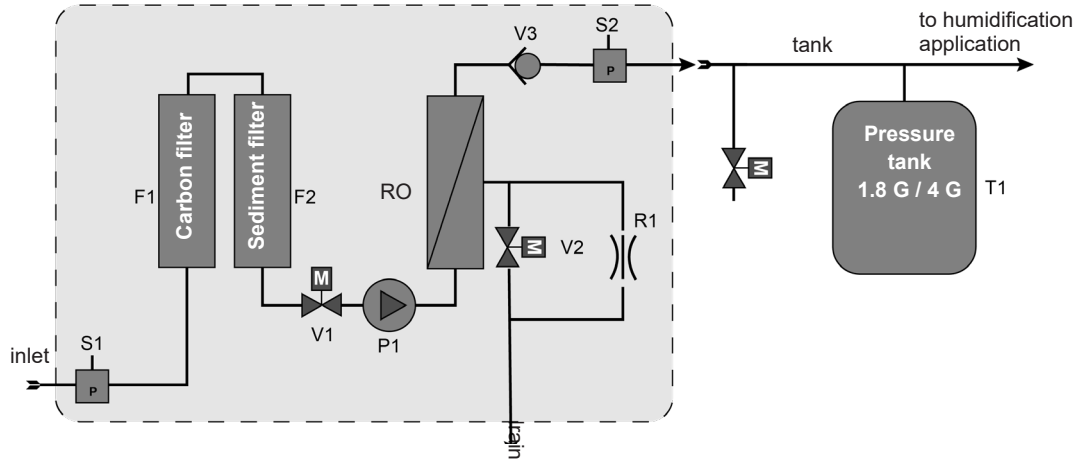 to humidification
application
tank
S2
V3
P
Carbon filter
Sediment filter
F1
F2
RO
M
Pressure
tank
1.8 G / 4 G
T1
R1
M
V2
M
V1
P1
S1
inlet
P